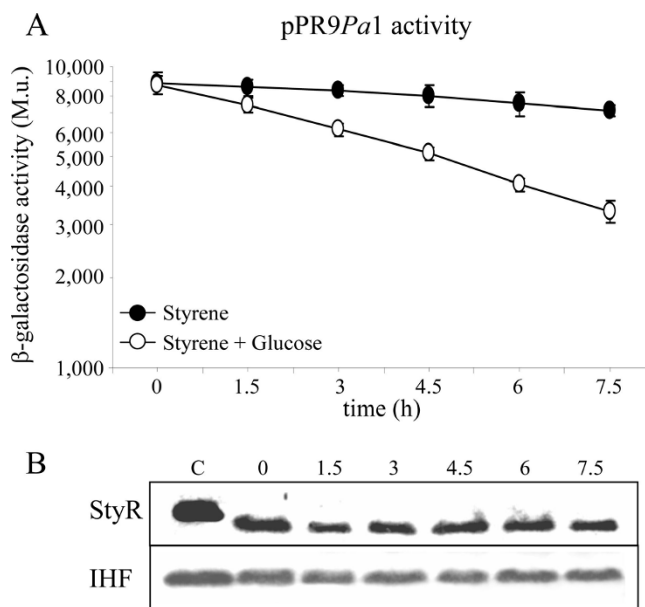 A
pPR9Pa1 activity
β-galactosidase activity (M.u.)
10,000
8,000
6,000
5,000
4,000
3,000
2,000
1,000
Styrene
Styrene + Glucose
0 1.5 3 4.5 6 7.5
time (h)
B
C 0 1.5 3 4.5 6 7.5
StyR
IHF